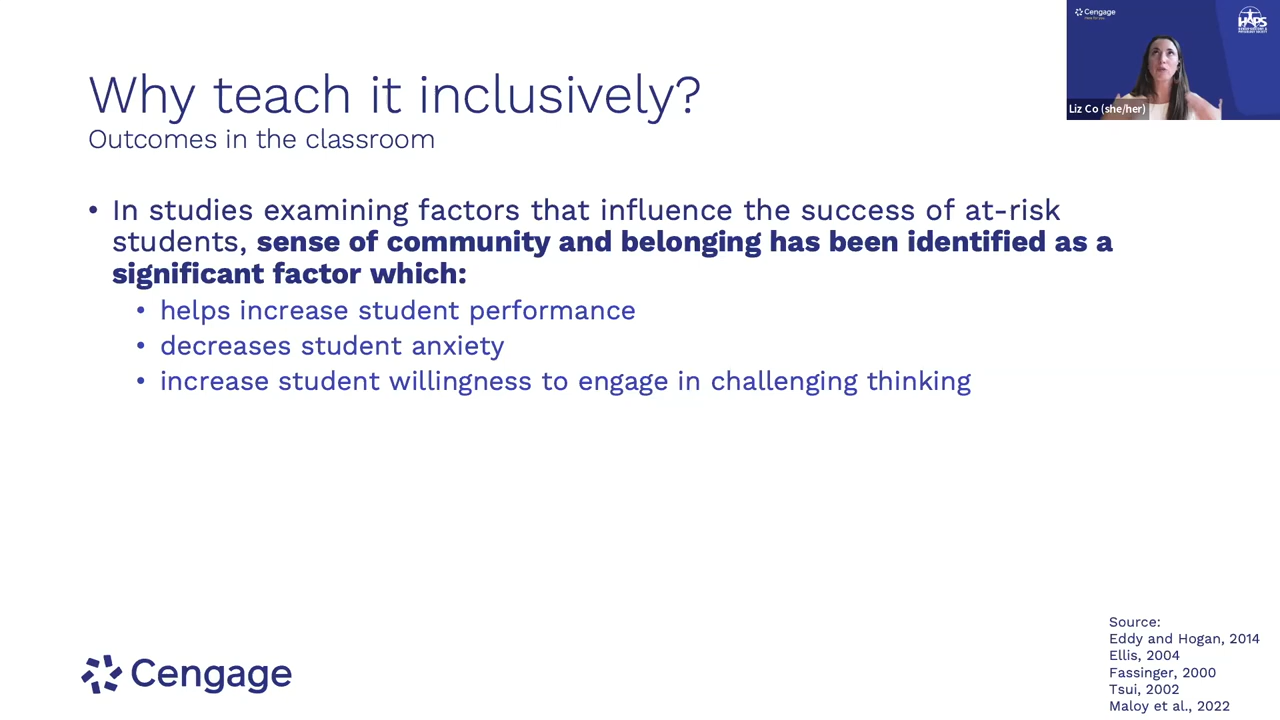 Why teach it inclusively?
Outcomes in the classroom
• In studies examining factors that influence the success of at-risk
students, sense of community and belonging has been identified as a
significant factor which:
• helps increase student performance
• decreases student anxiety
• increase student willingness to engage in challenging thinking
Cengage
Source:
Eddy and Hogan, 2014
Ellis, 2004
Fassinger, 2000
Tsui, 2002
Maloy et al., 2022
Cengage
HAPS
Liz Co (she/her)